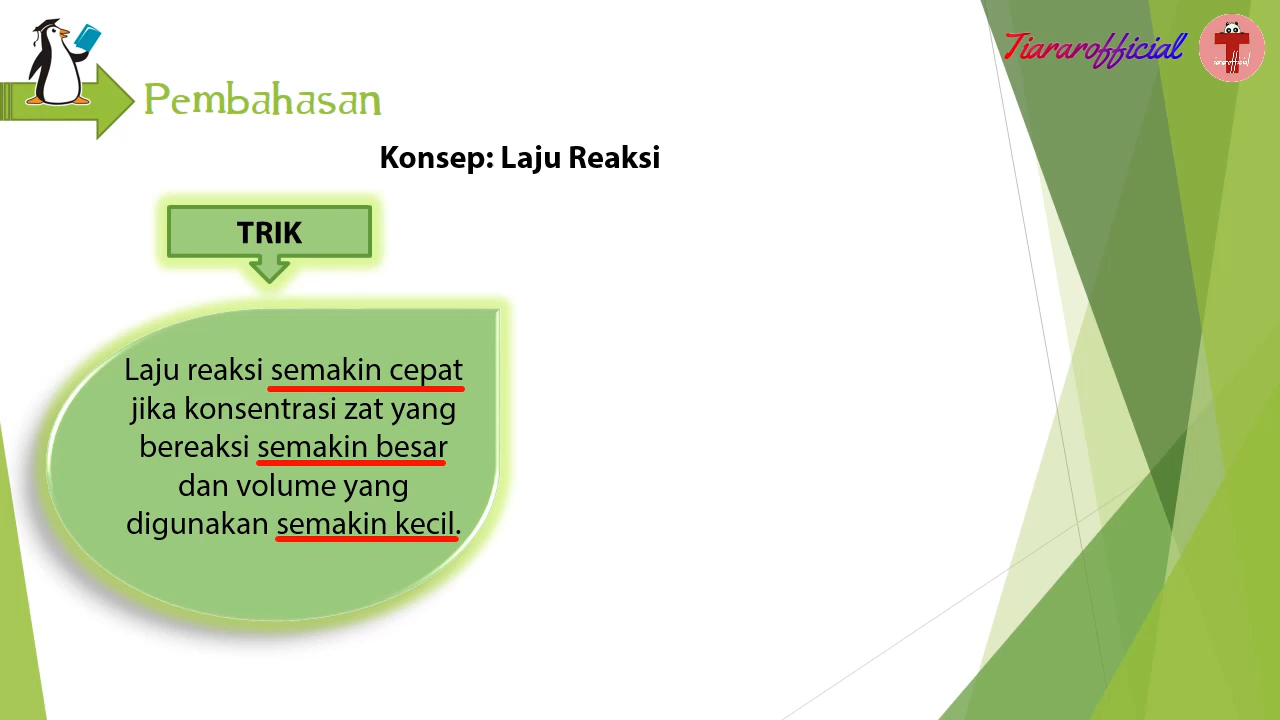 Tiararofficial
T
tiararofficial
Pembahasan
Konsep: Laju Reaksi
TRIK
Laju reaksi semakin cepat
jika konsentrasi zat yang
bereaksi semakin besar
dan volume yang
digunakan semakin kecil.